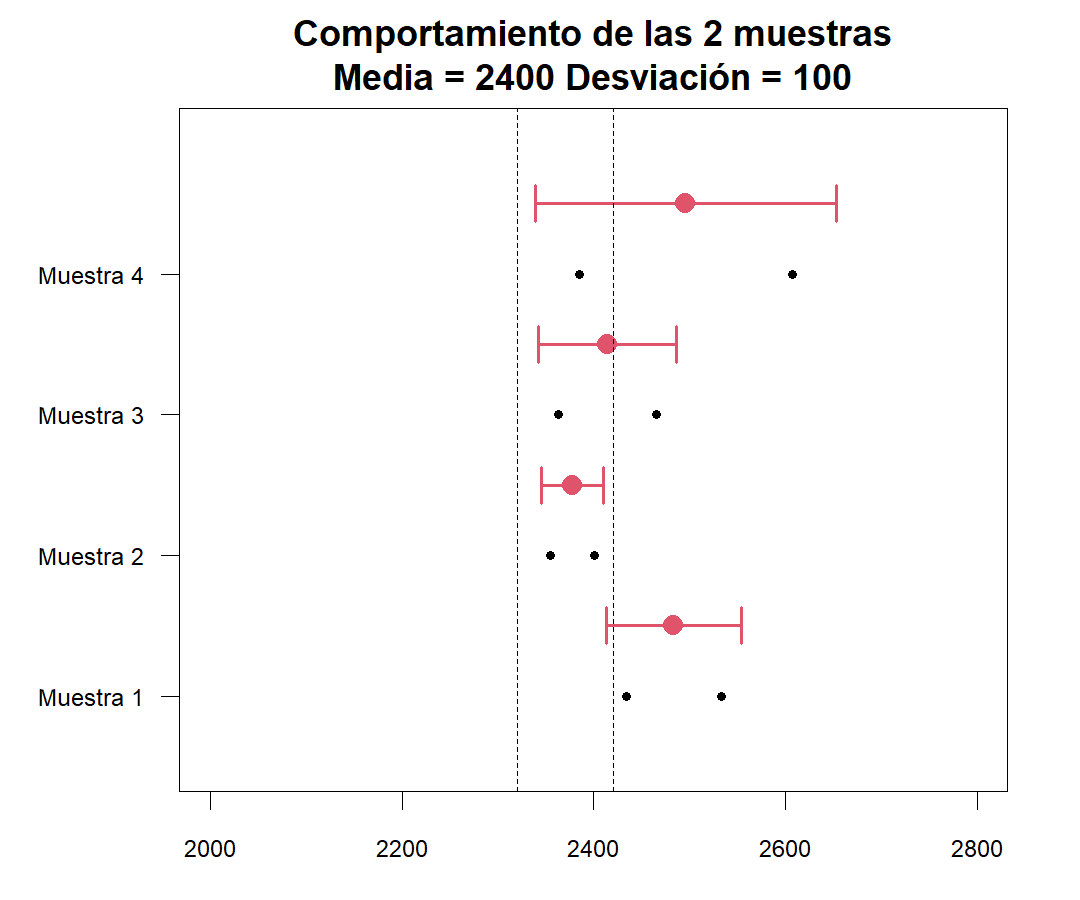 Comportamiento de las 2 muestras
Media = 2400 Desviación = 100
Muestra 4
Muestra 3
Muestra 2
Muestra 1
2000 2200 2400 2600 2800